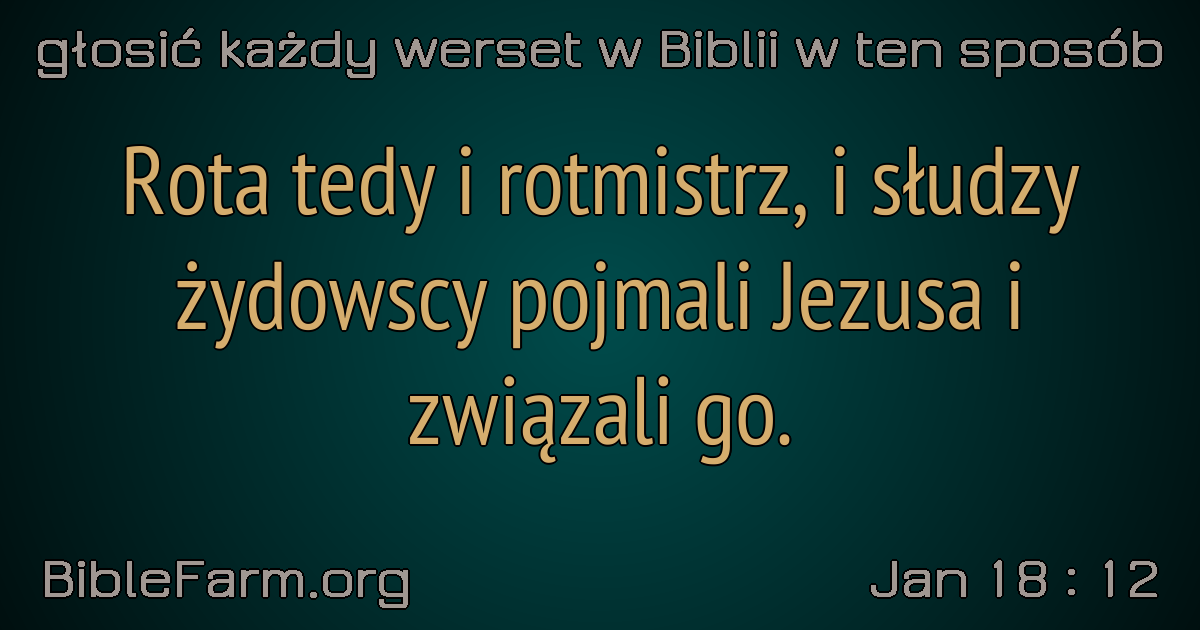 głosić każdy werset w Biblii w ten sposób
Rota tedy i rotmistrz, i słudzy
żydowscy pojmali Jezusa i
związali go.
BibleFarm.org
Jan 18 : 12